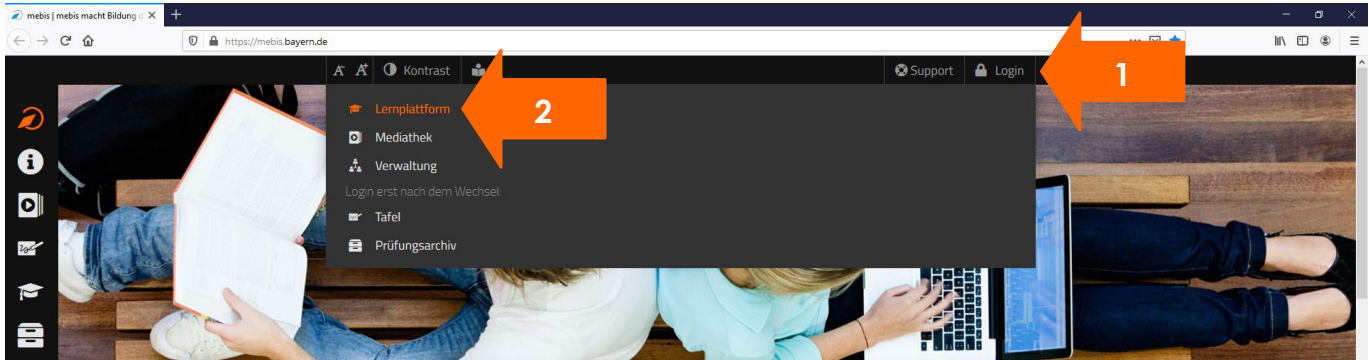 mebis | mebis macht Bildung d
https://mebis.bayern.de
A- A+ Kontrast
Support Login
1
Lernplattform
2
Mediathek
Verwaltung
Login erst nach dem Wechsel:
Tafel
Prüfungsarchiv